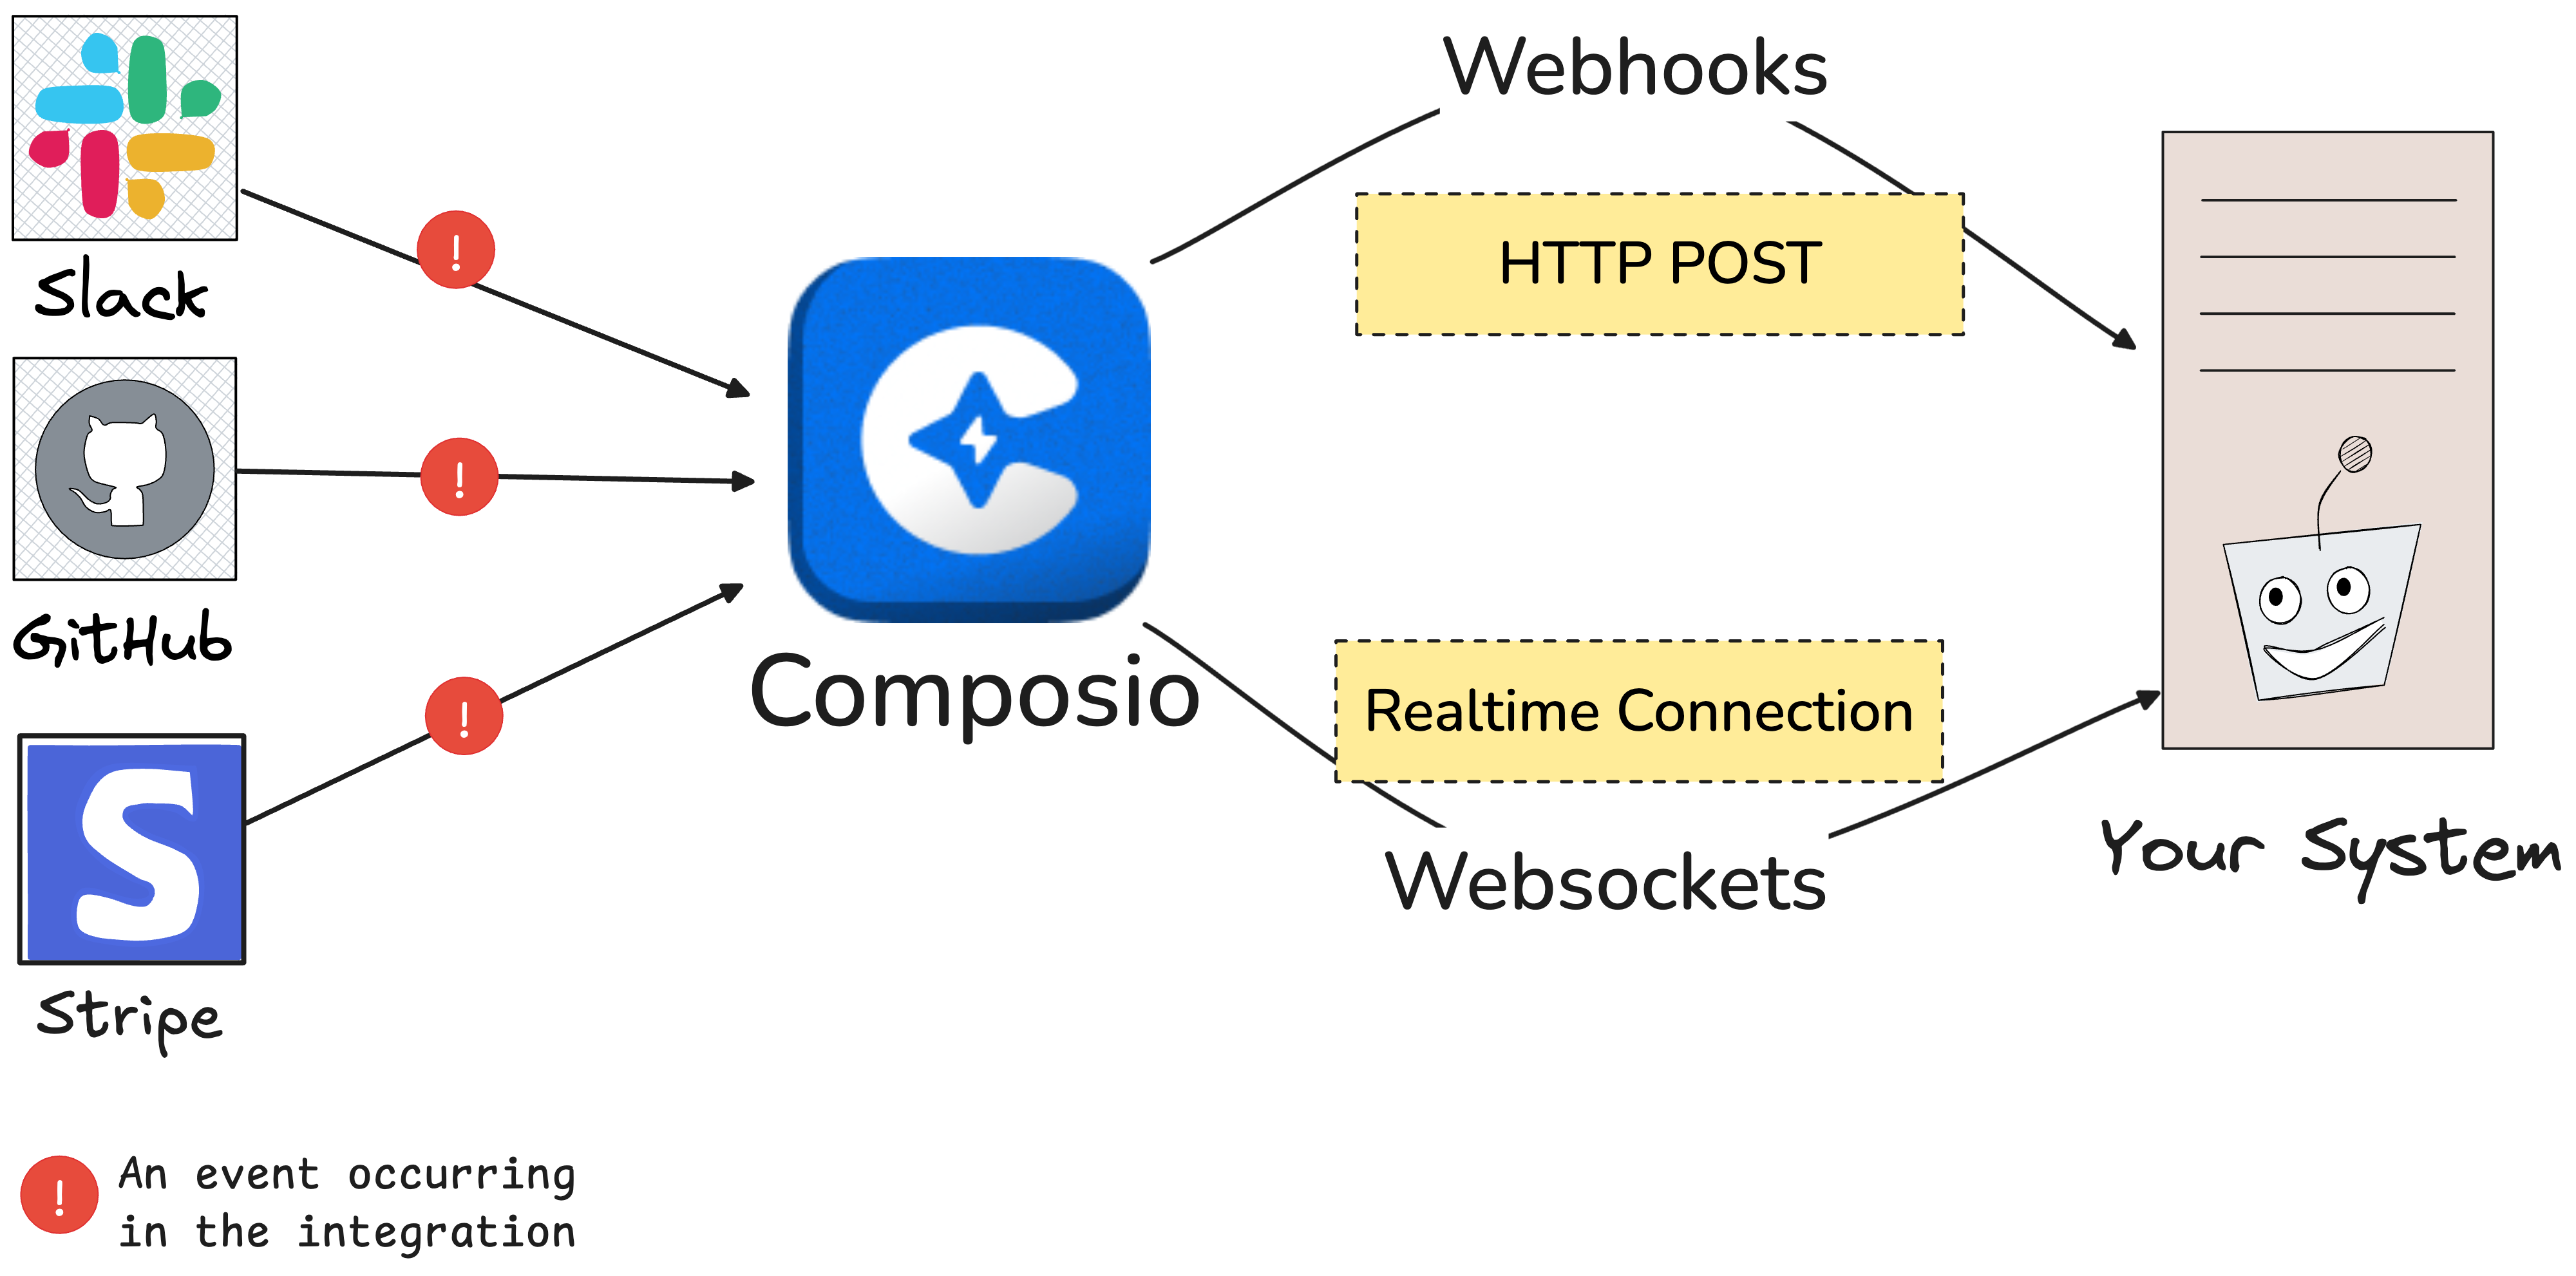 Slack
GitHub
Stripe
Composio
Webhooks
HTTP POST
Realtime Connection
Websockets
Your System
! An event occurring
in the integration